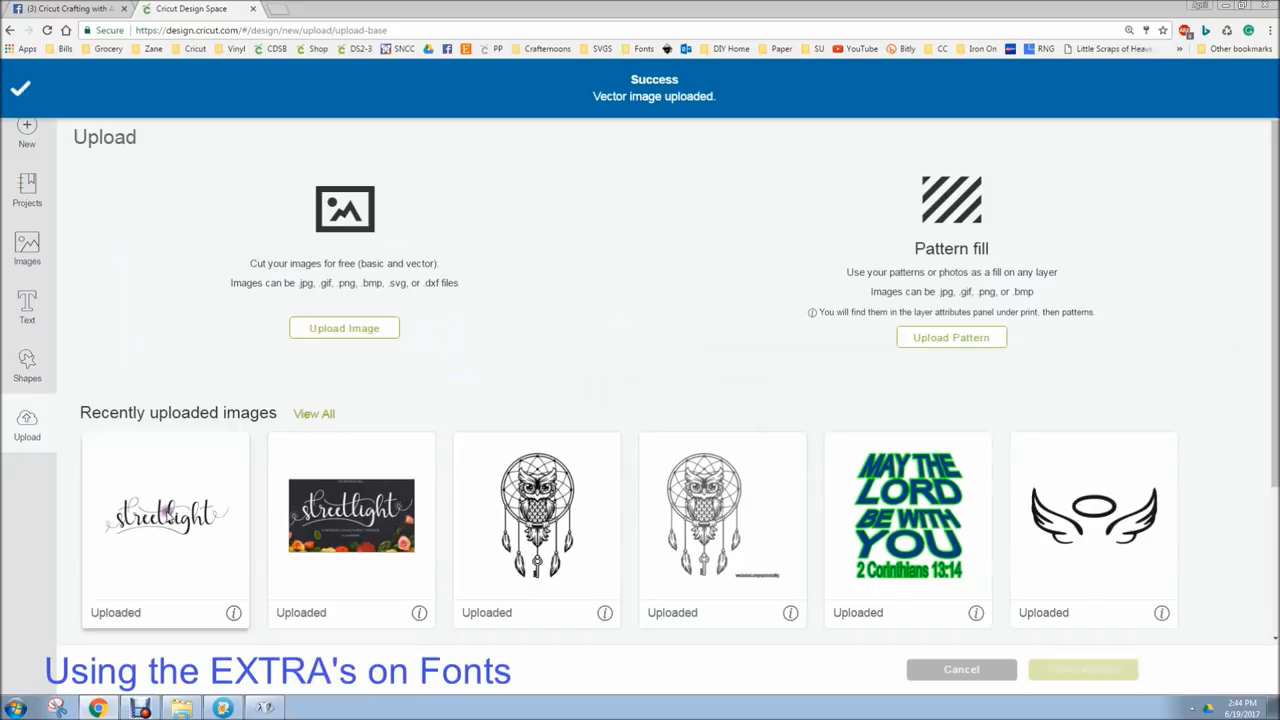 (3) Cricut Crafting with A
Cricut Design Space
April
Secure
https://design.cricut.com/#/design/new/upload/upload-base
Apps
Bills
Grocery
Zane
Cricut
Vinyl
CDSB
Shop
DS2-3
SNCC
PP
Crafternoons
SVGS
Fonts
DIY Home
Paper
SU
YouTube
Bitly
CC
Iron On
RNG
Little Scraps of Heav
Other bookmarks
Success
Vector image uploaded.
New
Projects
Images
Text
Shapes
Upload
Upload
Cut your images for free (basic and vector).
Images can be .jpg, .gif, .png, .bmp, .svg, or .dxf files
Upload Image
Pattern fill
Use your patterns or photos as a fill on any layer
Images can be .jpg, .gif, .png, or .bmp
You will find them in the layer attributes panel under print, then patterns.
Upload Pattern
Recently uploaded images View All
streetlight
streetlight
MAY THE
LORD
BE WITH
YOU
2 Corinthians 13:14
Uploaded
Uploaded
Uploaded
Uploaded
Uploaded
Uploaded
Using the EXTRA's on Fonts
Cancel
2:44 PM
6/19/2017